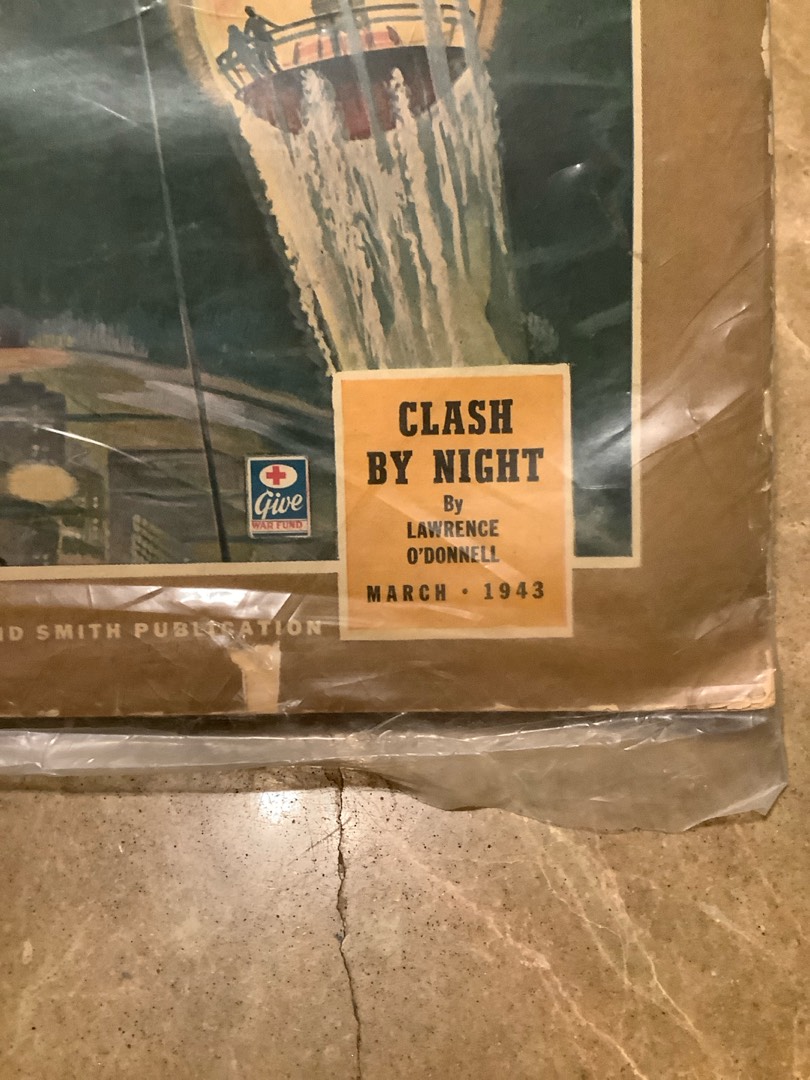 CLASH
BY NIGHT
By
LAWRENCE
O'DONNELL
MARCH • 1943
Give
WAR FUND
SMITH PUBLICATION